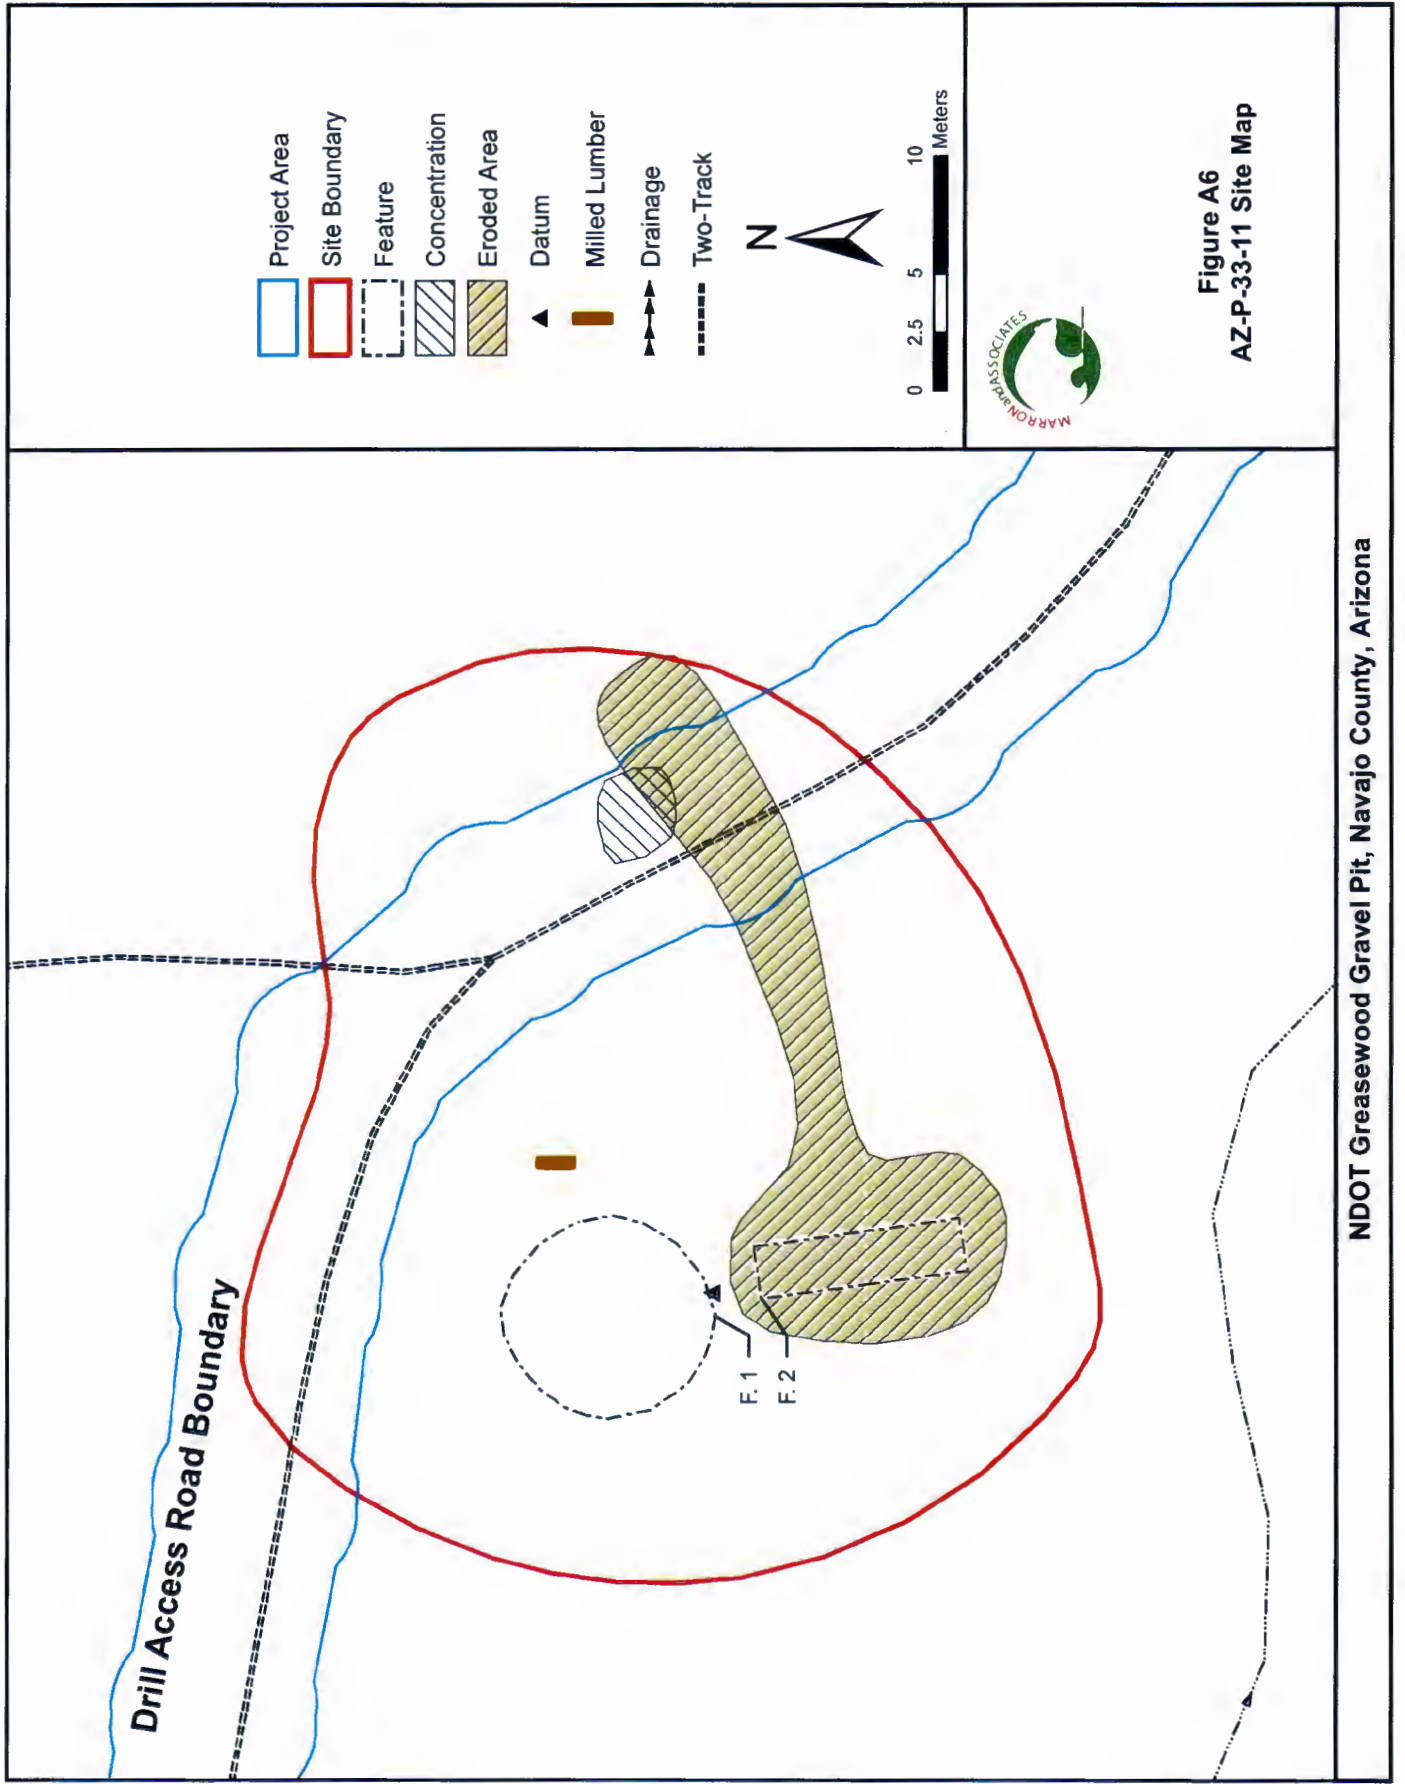 Drill Access Road Boundary
F. 1
F. 2
Project Area
Site Boundary
Feature
Concentration
Eroded Area
Datum
Milled Lumber
Drainage
Two-Track
N
0 2.5 5 10
Meters
MARRON and ASSOCIATES
Figure A6
AZ-P-33-11 Site Map
NDOT Greasewood Gravel Pit, Navajo County, Arizona